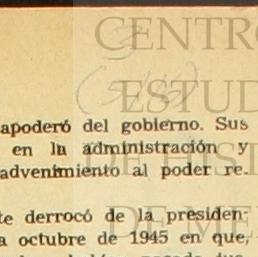 CENTRO
ESTUD
apoderó del gobierno. Sus
en la administración y
DE HIST
advenimiento al poder re.
te derrocó de la presiden-
DE ME
a octubre de 1945 en que,